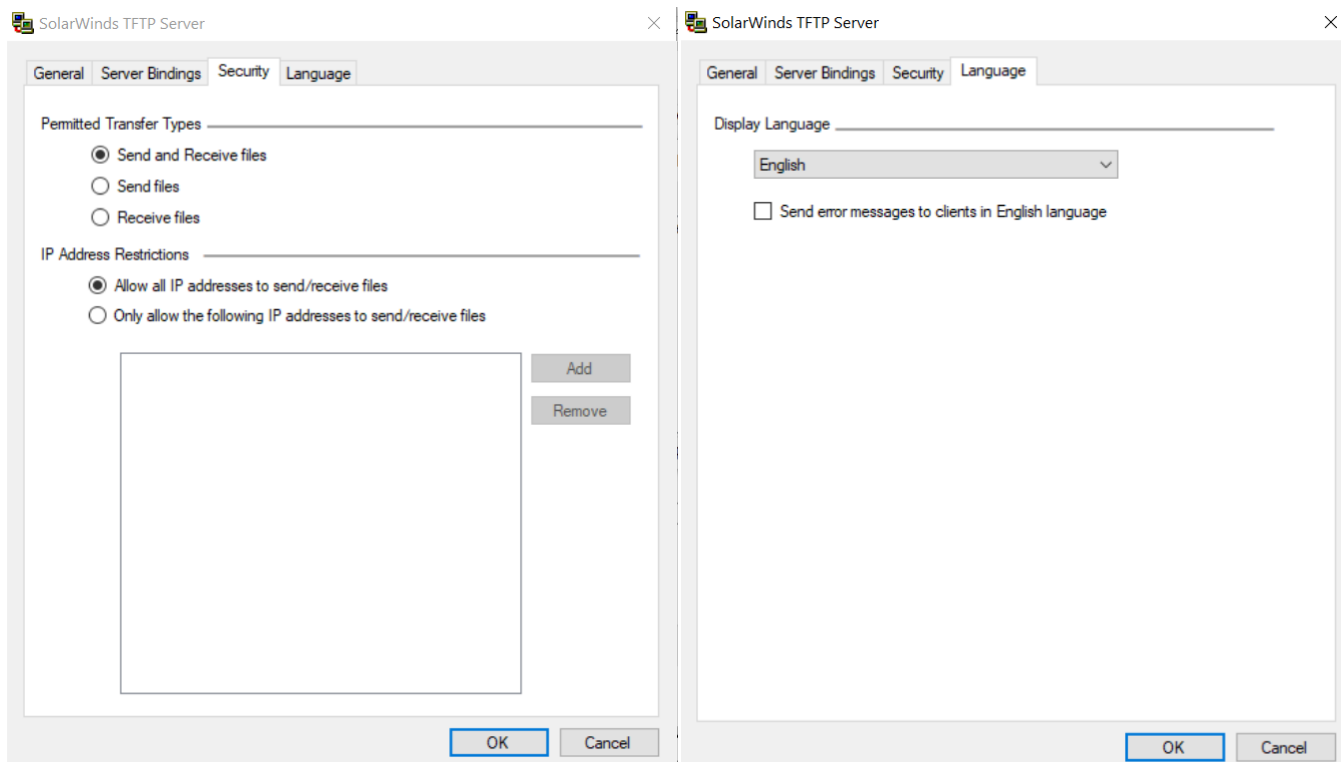 SolarWinds TFTP Server
General Server Bindings Security Language
Permitted Transfer Types
Send and Receive files
Send files
Receive files
IP Address Restrictions
Allow all IP addresses to send/receive files
Only allow the following IP addresses to send/receive files
Add
Remove
OK Cancel
SolarWinds TFTP Server
General Server Bindings Security Language
Display Language
English
Send error messages to clients in English language
OK Cancel